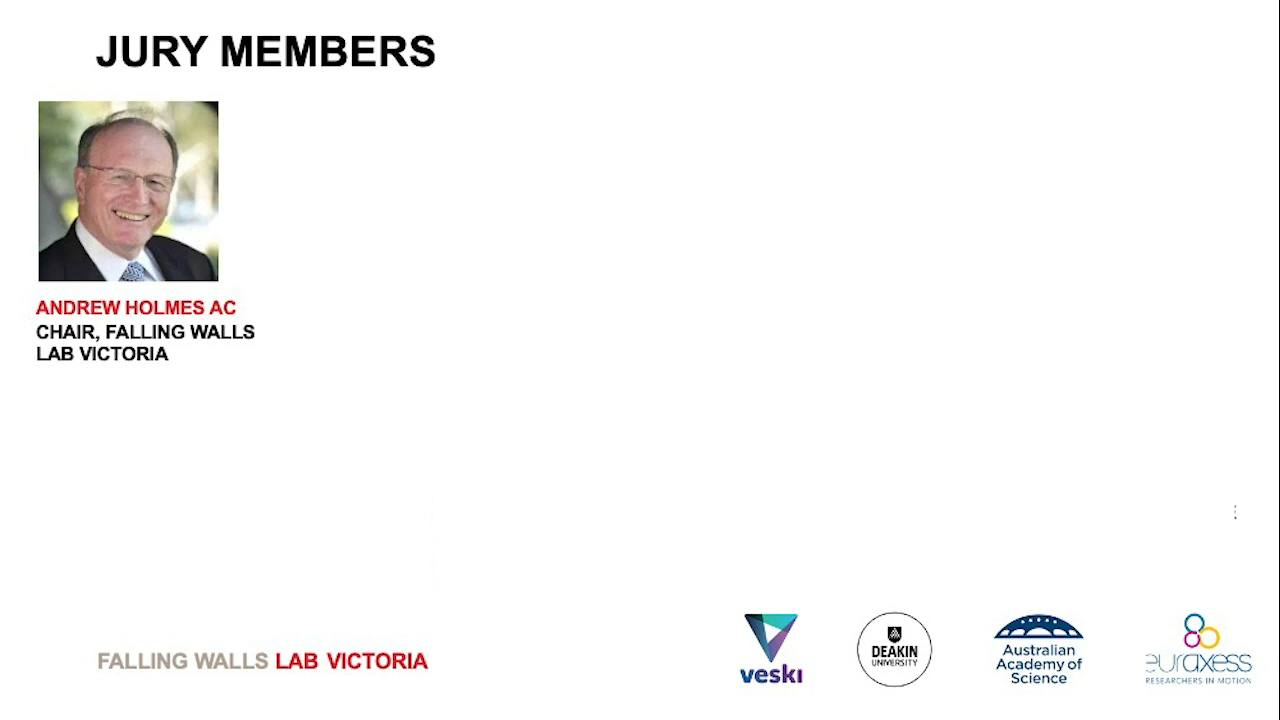 JURY MEMBERS
ANDREW HOLMES AC
CHAIR, FALLING WALLS
LAB VICTORIA
FALLING WALLS LAB VICTORIA
veski
DEAKIN
UNIVERSITY
Australian
Academy of
Science
euraxess
RESEARCHERS IN MOTION